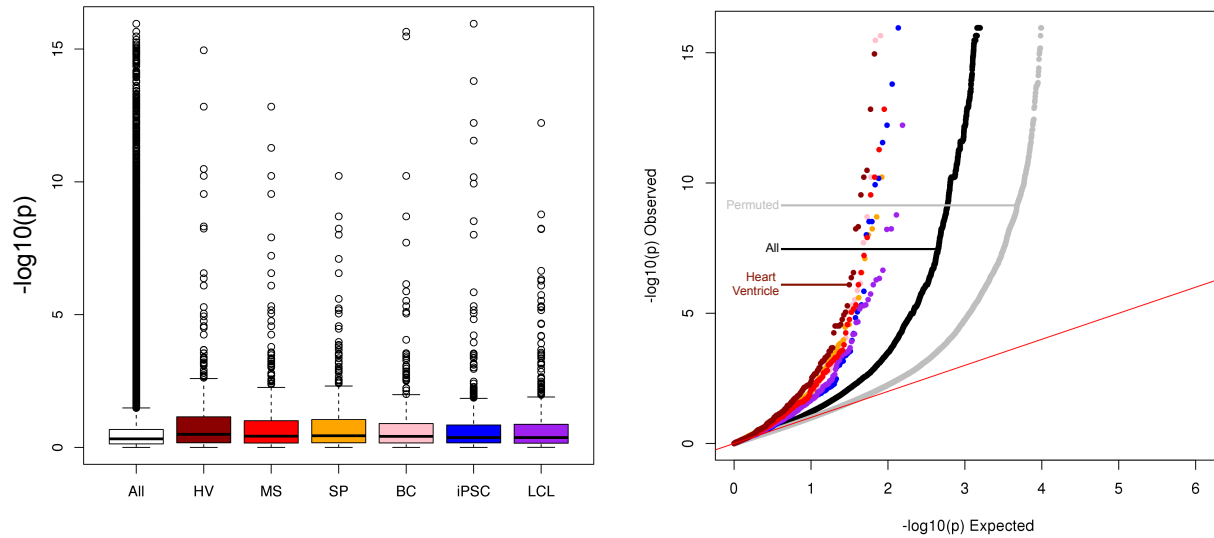 -log10(p)
15
10
5
0
All HV MS SP BC iPSC LCL
-log10(p) Observed
15
10
5
0
Permuted
All
Heart
Ventricle
0 1 2 3 4 5 6
-log10(p) Expected